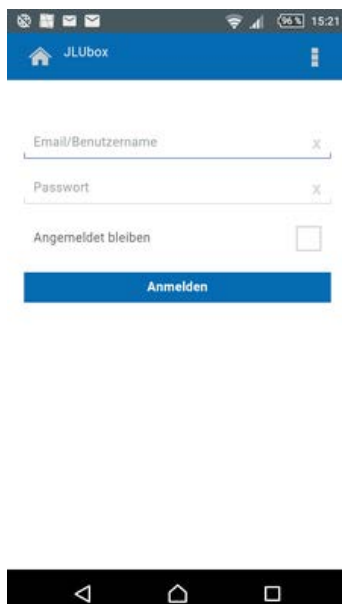 96% 15:21
JLUbox
Email/Benutzername x
Passwort x
Angemeldet bleiben
Anmelden